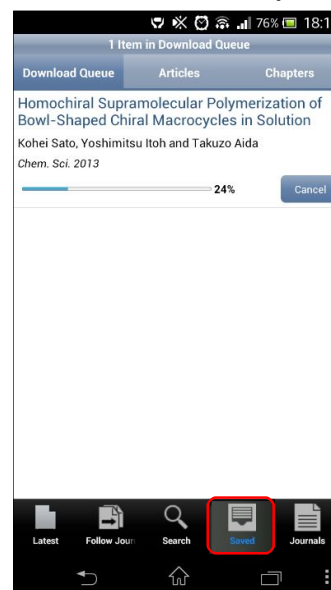 76% 18:1
1 Item in Download Queue
Download Queue Articles Chapters
Homochiral Supramolecular Polymerization of
Bowl-Shaped Chiral Macrocycles in Solution
Kohei Sato, Yoshimitsu Itoh and Takuzo Aida
Chem. Sci. 2013
24% Cancel
Latest Follow Jour Search Saved Journals